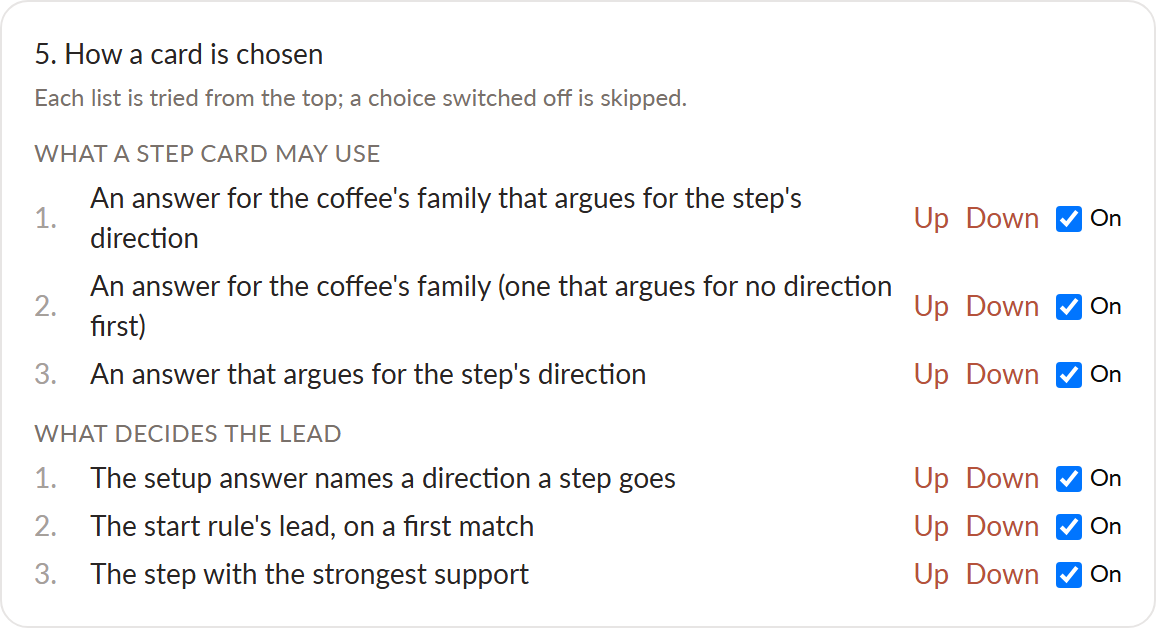 5. How a card is chosen
Each list is tried from the top; a choice switched off is skipped.
WHAT A STEP CARD MAY USE
1. An answer for the coffee's family that argues for the step's
direction
Up Down On
2. An answer for the coffee's family (one that argues for no direction
first)
Up Down On
3. An answer that argues for the step's direction Up Down On
WHAT DECIDES THE LEAD
1. The setup answer names a direction a step goes Up Down On
2. The start rule's lead, on a first match Up Down On
3. The step with the strongest support Up Down On